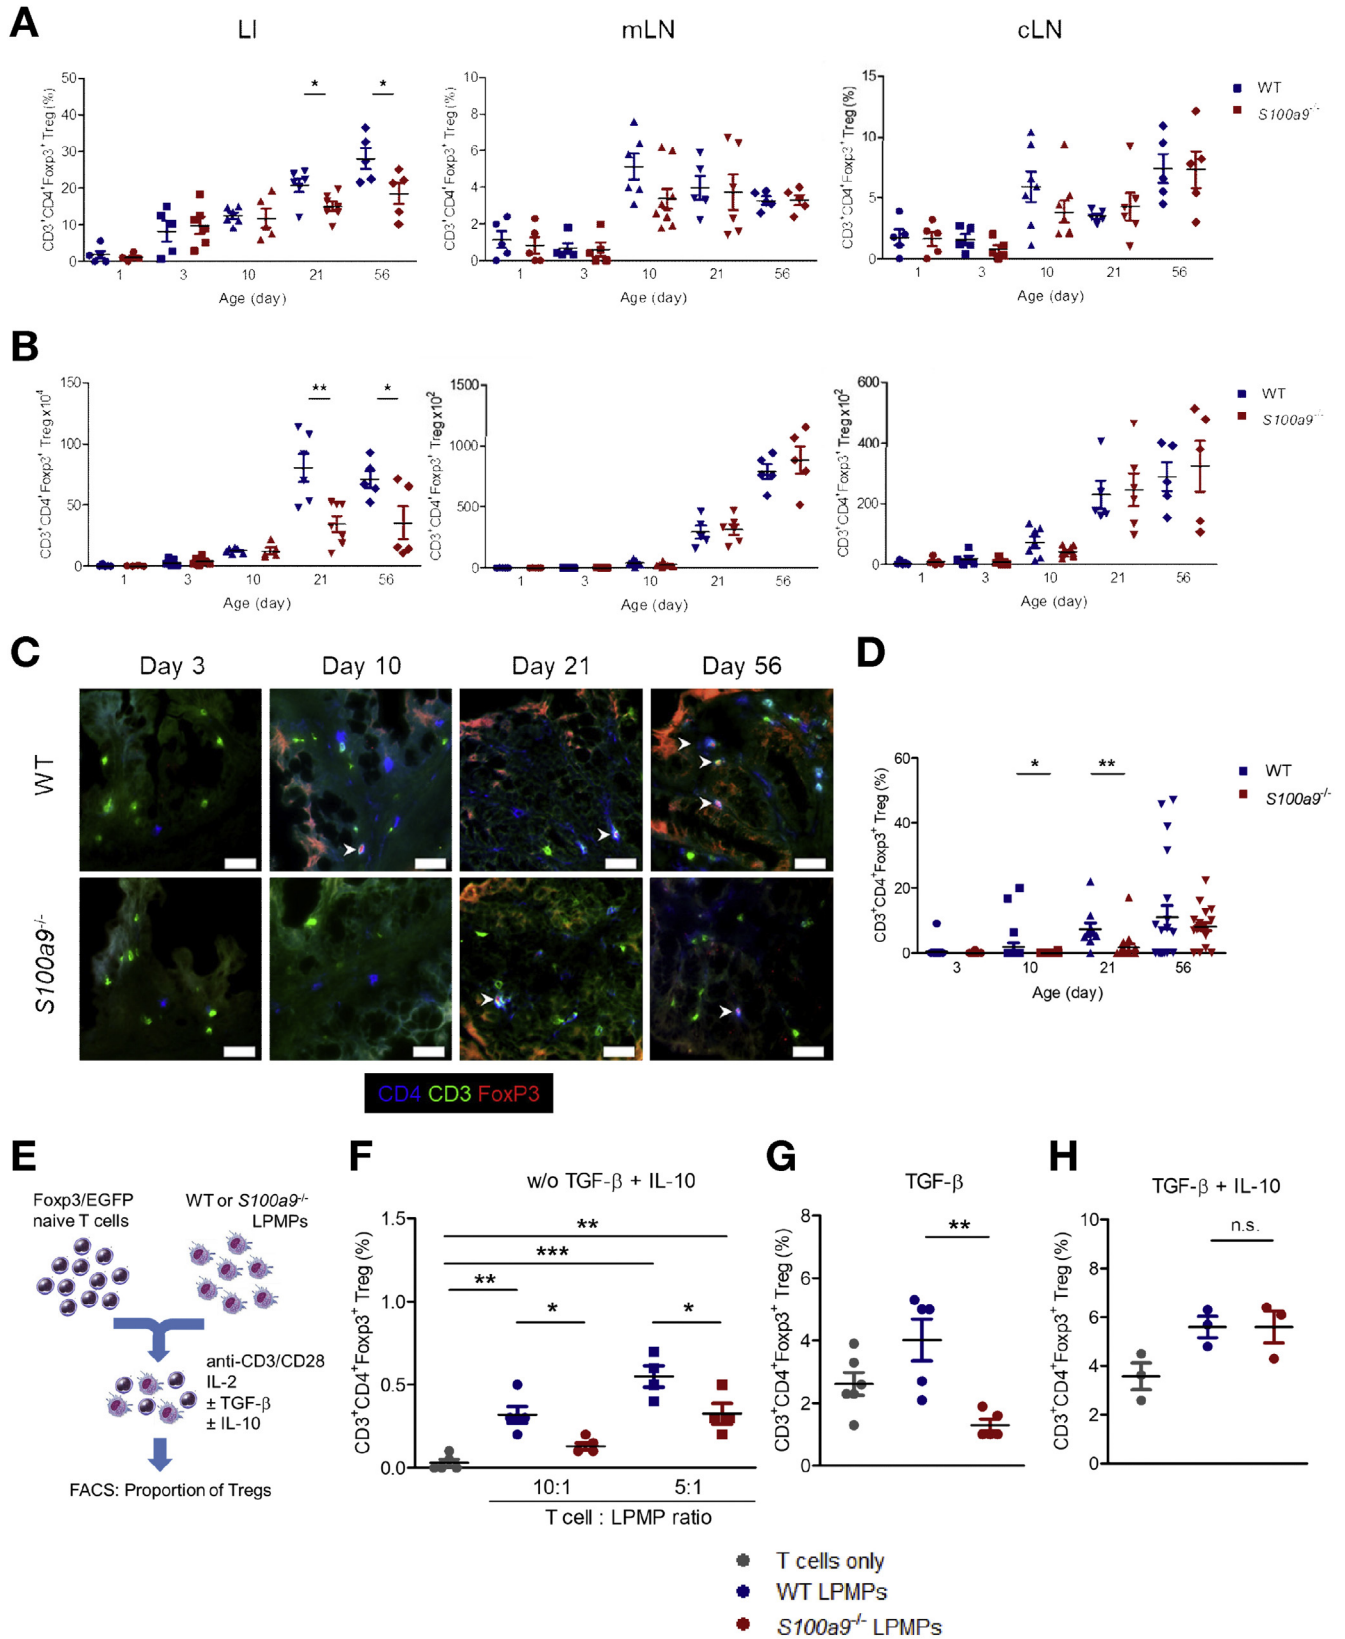 A
LI
mLN
cLN
CD3+CD4+Foxp3+ Treg (%)
50
40
30
20
10
0
*
*
1
3
10
21
56
Age (day)
CD3+CD4+Foxp3+ Treg (%)
10
8
6
4
2
0
1
3
10
21
56
Age (day)
CD3+CD4+Foxp3+ Treg (%)
15
10
5
0
1
3
10
21
56
Age (day)
WT
S100a9-/-
B
CD3+CD4+Foxp3+ Treg x10^4
150
100
50
0
**
*
1
3
10
21
56
Age (day)
CD3+CD4+Foxp3+ Treg x10^2
1500
1000
500
0
1
3
10
21
56
Age (day)
CD3+CD4+Foxp3+ Treg x10^2
600
400
200
0
1
3
10
21
56
Age (day)
WT
S100a9-/-
C
Day 3
Day 10
Day 21
Day 56
WT
S100a9-/-
CD4 CD3 FoxP3
D
CD3+CD4+Foxp3+ Treg (%)
60
40
20
0
*
**
3
10
21
56
Age (day)
WT
S100a9-/-
E
Foxp3/EGFP
naive T cells
WT or S100a9-/-
LPMPs
anti-CD3/CD28
IL-2
± TGF-β
± IL-10
FACS: Proportion of Tregs
F
w/o TGF-β + IL-10
CD3+CD4+Foxp3+ Treg (%)
1.5
1.0
0.5
0.0
**
***
**
*
*
10:1
5:1
T cell : LPMP ratio
G
TGF-β
CD3+CD4+Foxp3+ Treg (%)
8
6
4
2
0
**
H
TGF-β + IL-10
CD3+CD4+Foxp3+ Treg (%)
10
8
6
4
2
0
n.s.
T cells only
WT LPMPs
S100a9-/- LPMPs